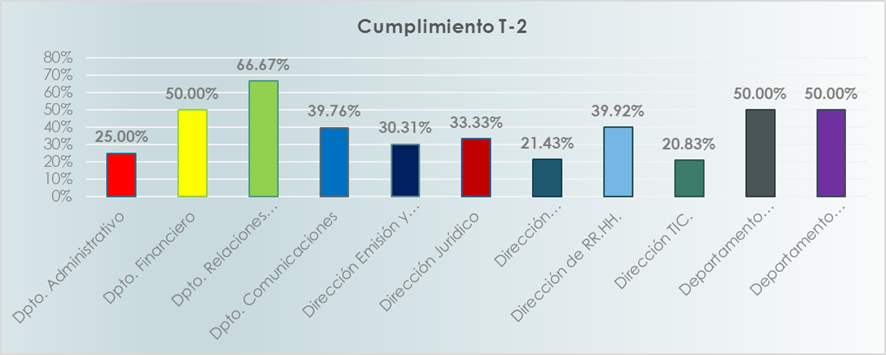 Cumplimiento T-2
80%
70%
60%
50%
40%
30%
20%
10%
0%
25.00%
50.00%
66.67%
39.76%
30.31%
33.33%
21.43%
39.92%
20.83%
50.00%
50.00%
Dpto. Administrativo
Dpto. Financiero
Dpto. Relaciones...
Dpto. Comunicaciones
Dirección Emisión y...
Dirección Jurídico
Dirección...
Dirección de RR.HH.
Dirección TIC.
Departamento...
Departamento...